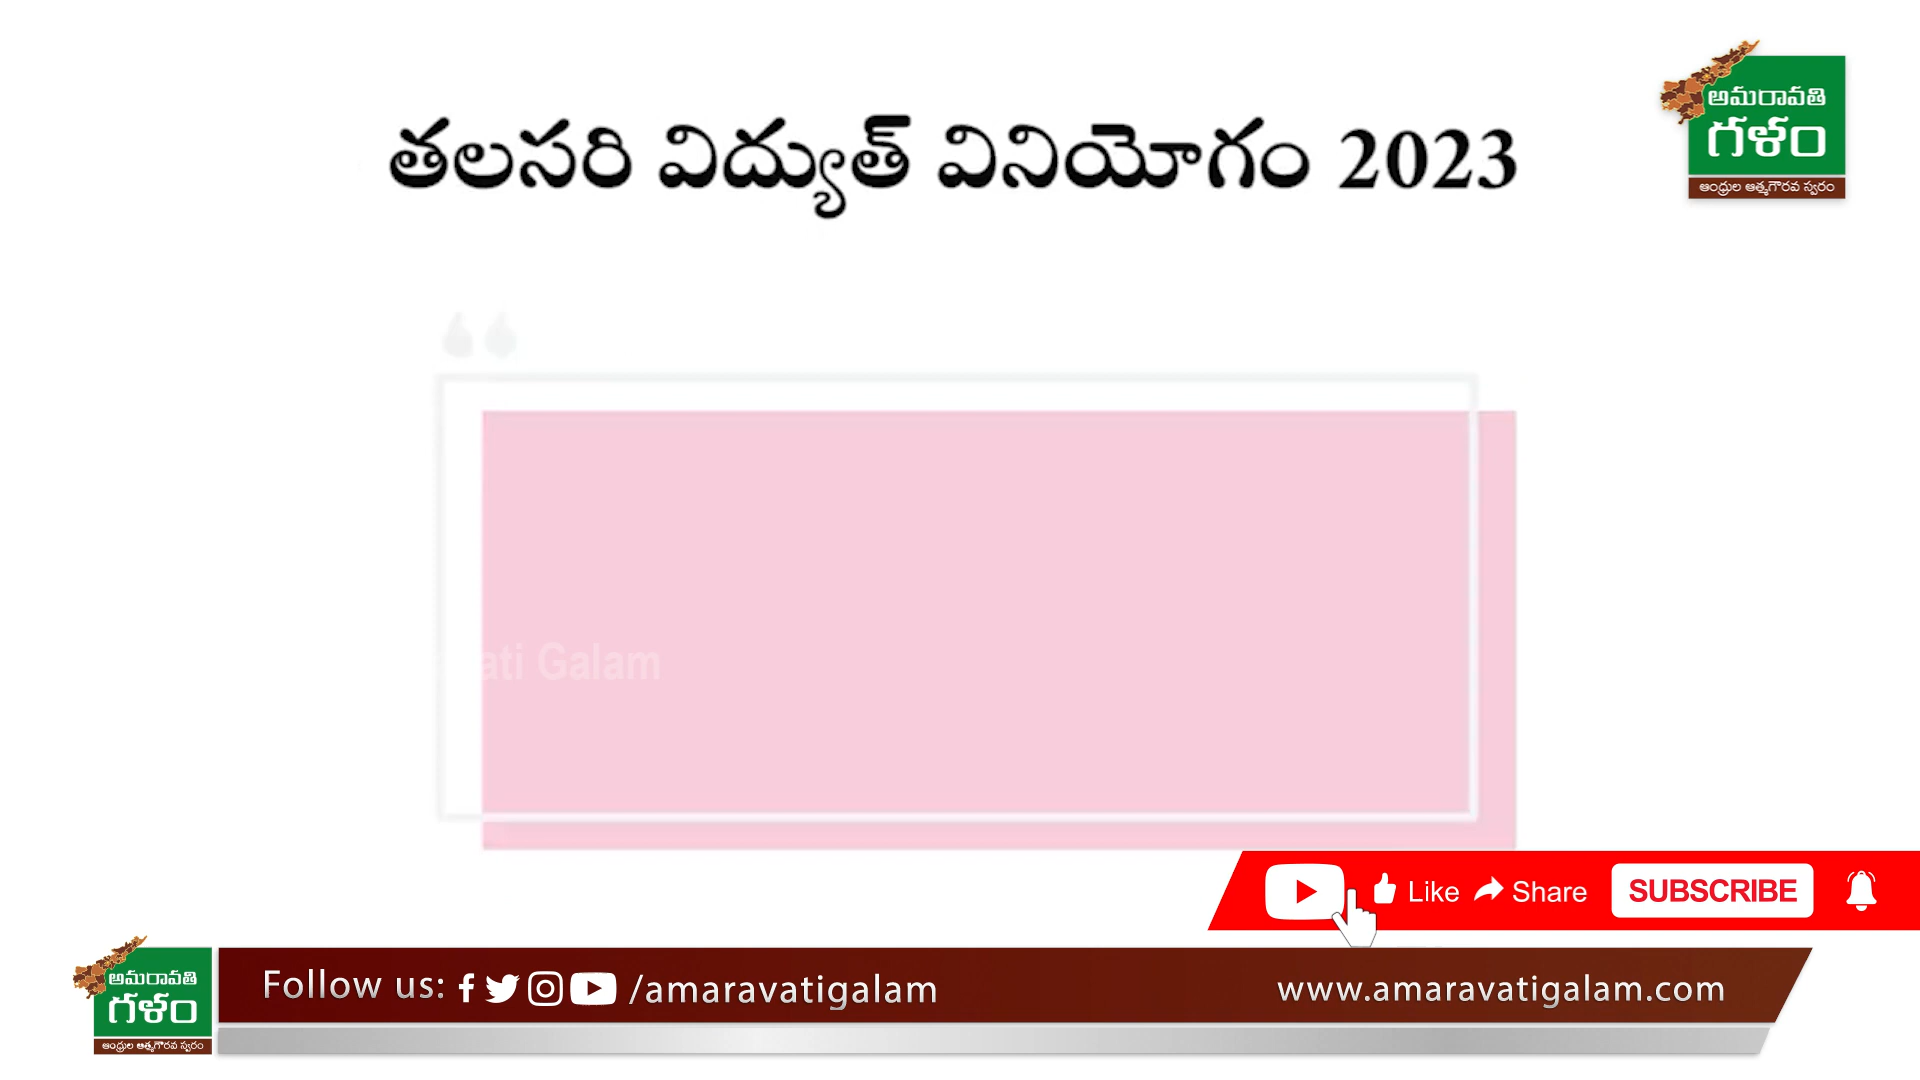 తలసరి విద్యుత్ వినియోగం 2023
అమరావతి
గళం
ఆంధ్రుల ఆత్మగౌరవ స్వరం
Galam
Like Share SUBSCRIBE
అమరావతి
గళం
ఆంధ్రుల ఆత్మగౌరవ స్వరం
Follow us: /amaravatigalam
www.amaravatigalam.com